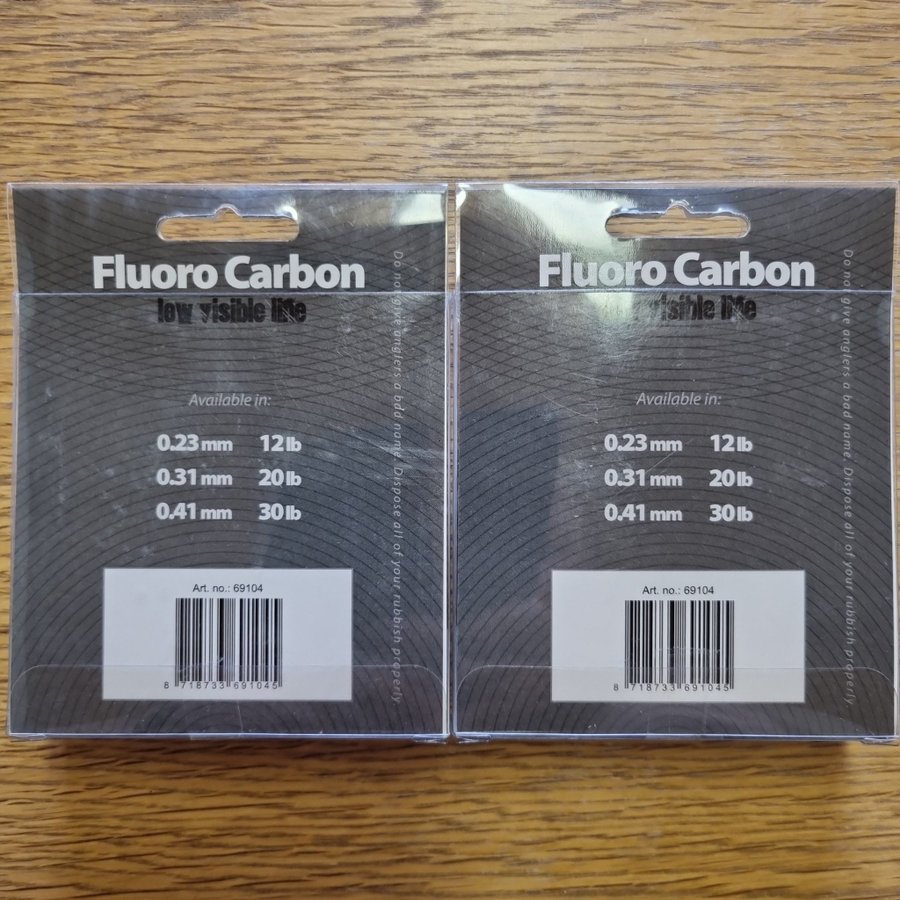 Fluoro Carbon
low visible life
Available in:
0.23 mm 12 lb
0.31 mm 20 lb
0.41 mm 30 lb
Art. no.: 69104
8 718733 691045
Do not give anglers a bad name. Dispose all of your rubbish properly
Fluoro Carbon
visible life
Available in:
0.23 mm 12 lb
0.31 mm 20 lb
0.41 mm 30 lb
Art. no.: 69104
8 718733 691045
Do not give anglers a bad name. Dispose all of your rubbish properly